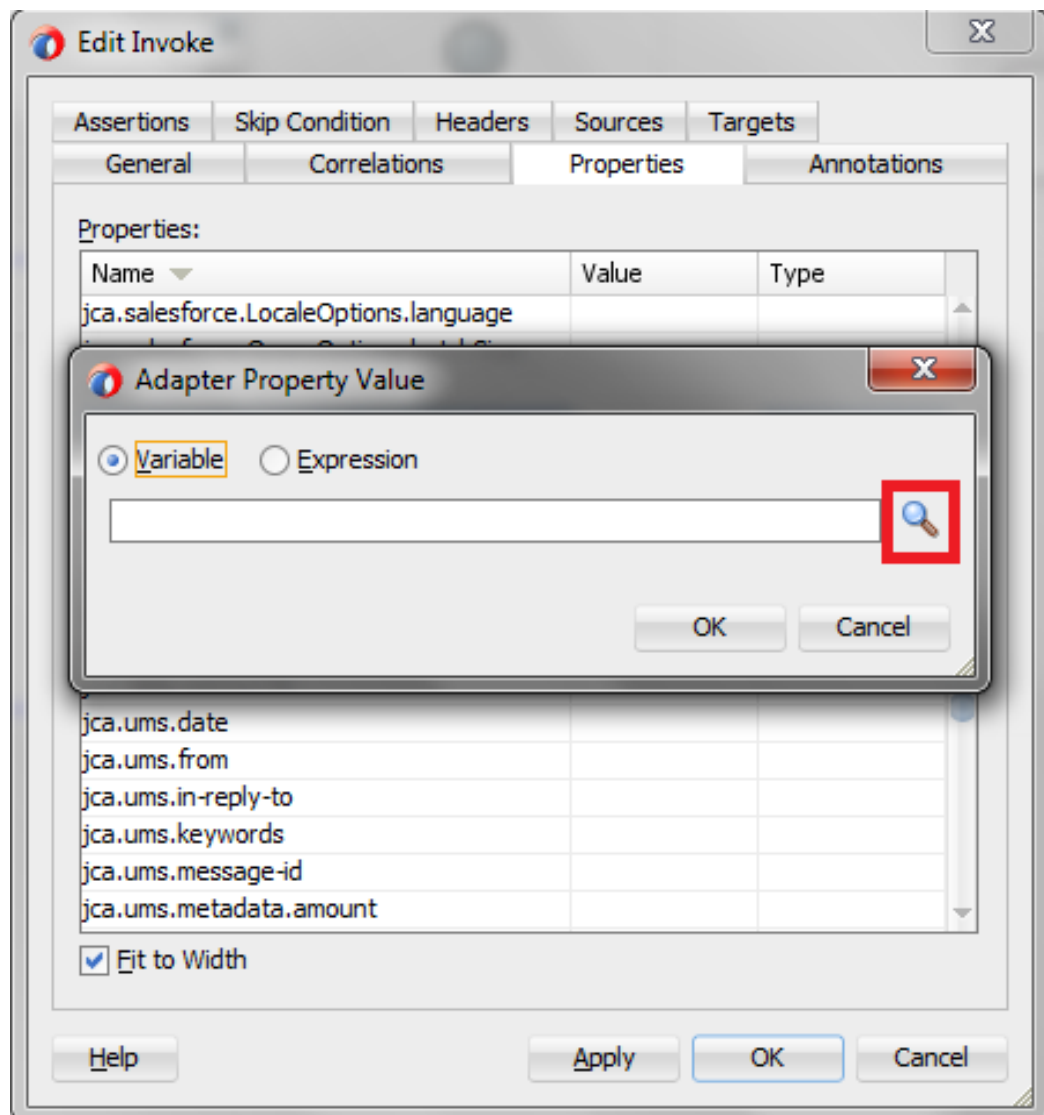 Edit Invoke
Assertions Skip Condition Headers Sources Targets
General Correlations Properties Annotations
Properties:
Name Value Type
jca.salesforce.LocaleOptions.language
Adapter Property Value
Variable Expression
OK Cancel
jca.ums.date
jca.ums.from
jca.ums.in-reply-to
jca.ums.keywords
jca.ums.message-id
jca.ums.metadata.amount
Fit to Width
Help Apply OK Cancel